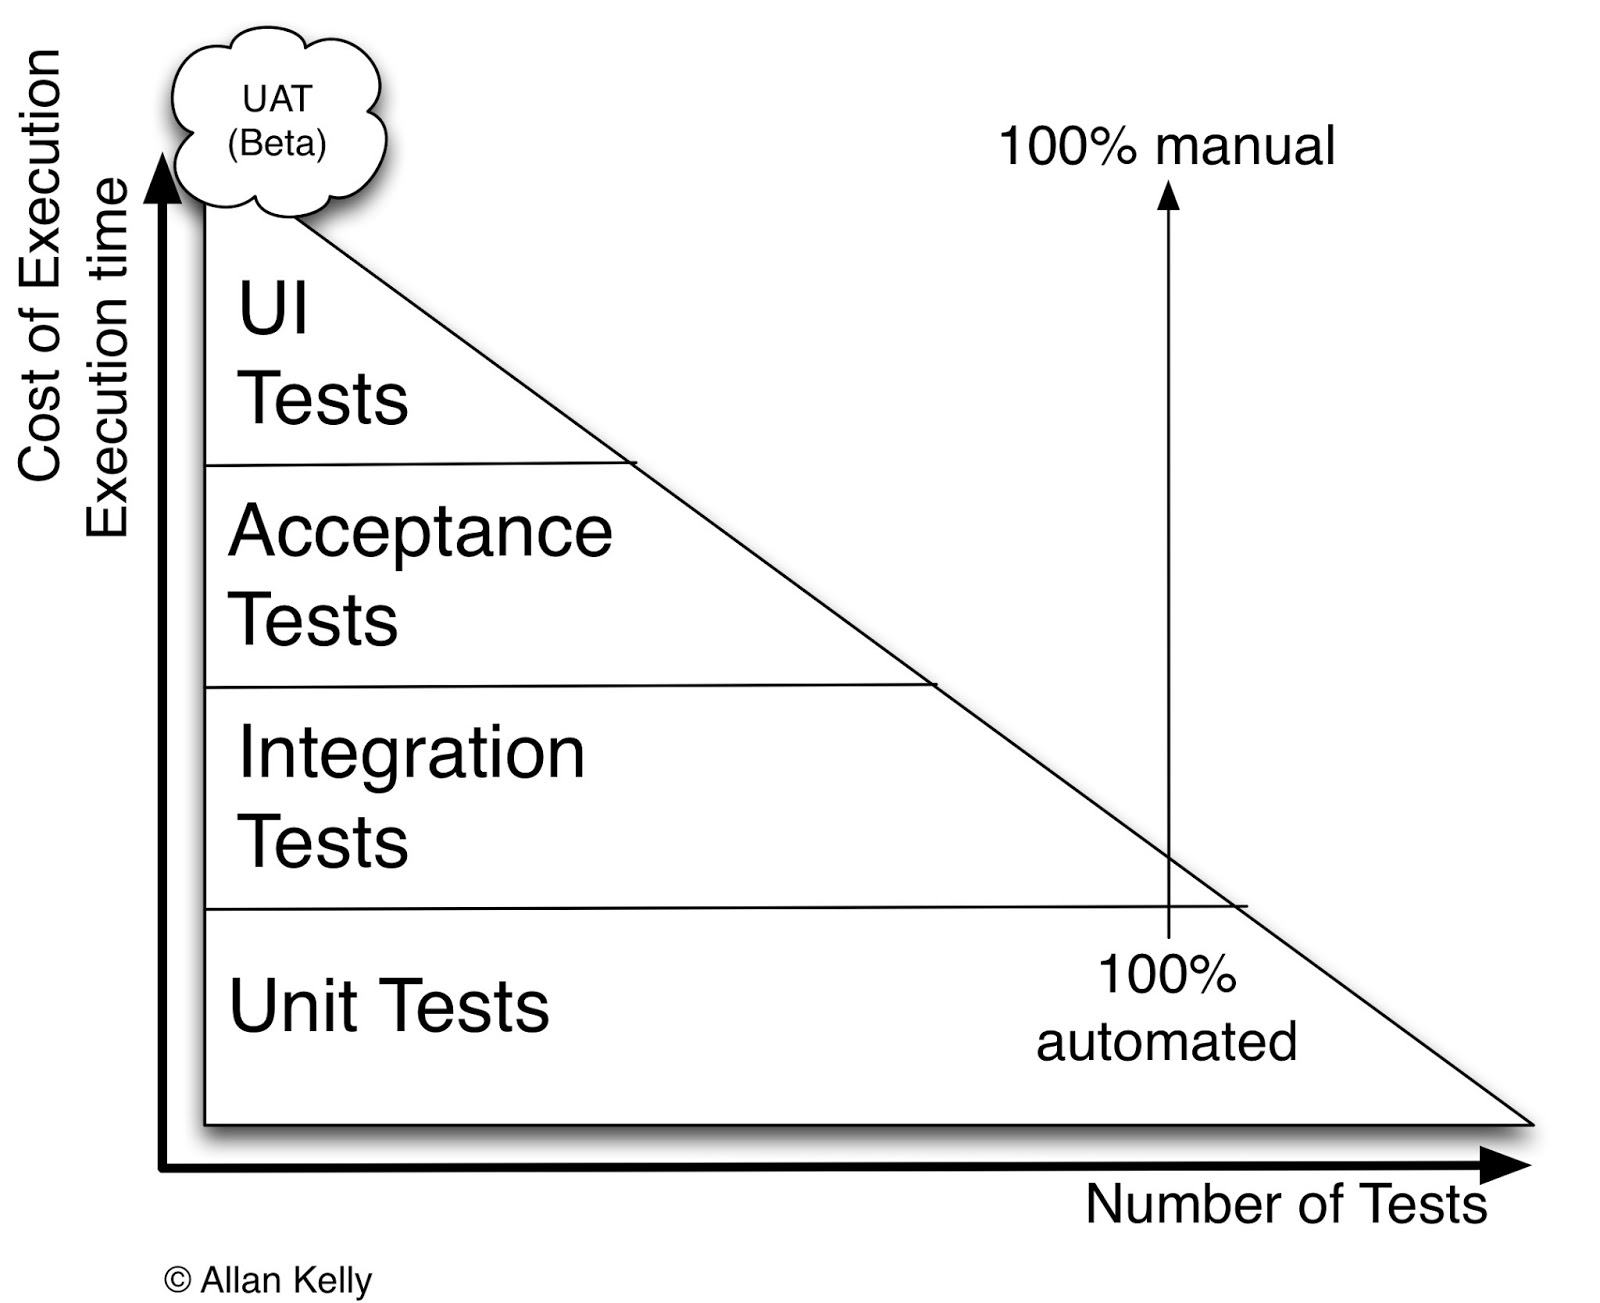 Cost of Execution
Execution time
UAT
(Beta)
100% manual
UI
Tests
Acceptance
Tests
Integration
Tests
Unit Tests
100%
automated
Number of Tests
© Allan Kelly